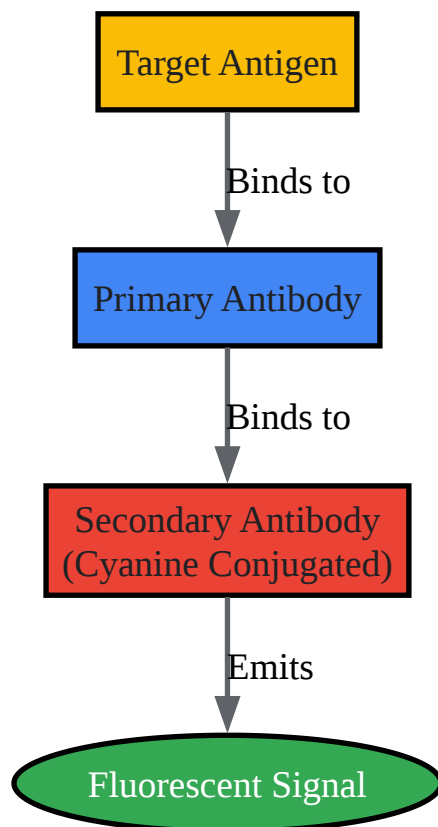 Target Antigen
Binds to
Primary Antibody
Binds to
Secondary Antibody
(Cyanine Conjugated)
Emits
Fluorescent Signal